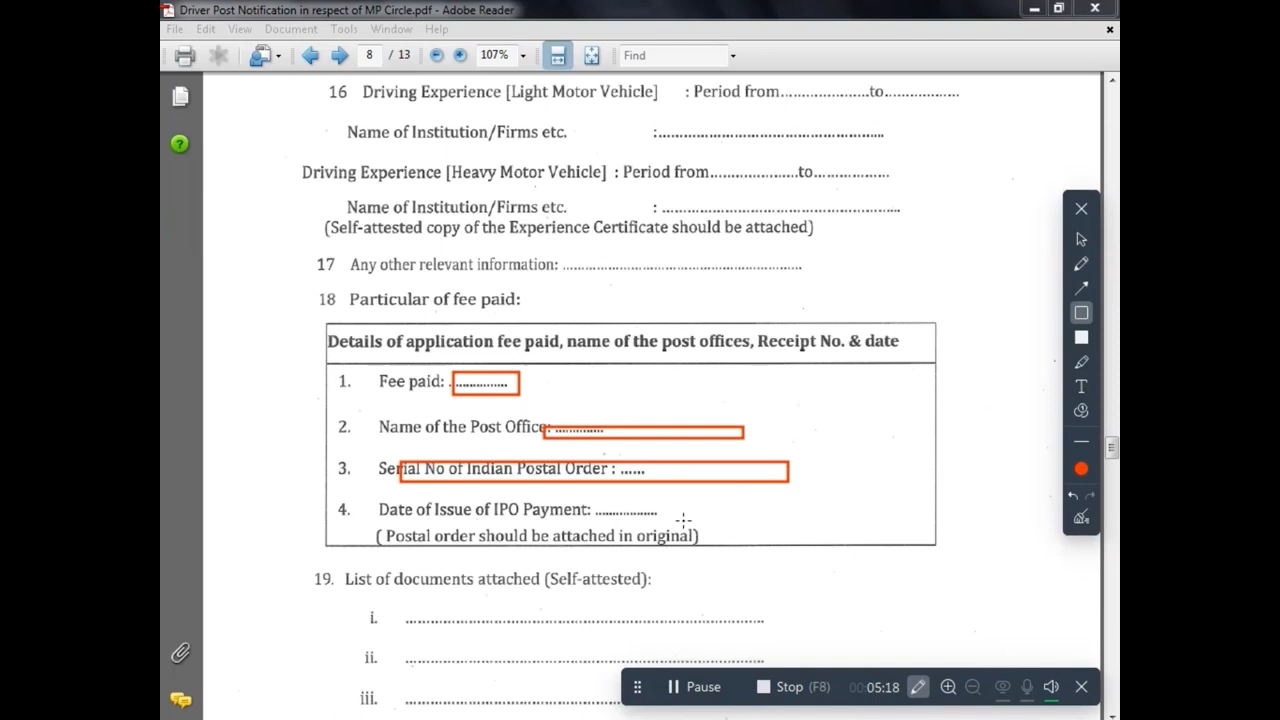 Driver Post Notification in respect of MP Circle.pdf - Adobe Reader
File Edit View Document Tools Window Help
8 / 13 107% Find
16 Driving Experience [Light Motor Vehicle] : Period from.....................to..................
Name of Institution/Firms etc. :......................................................
Driving Experience [Heavy Motor Vehicle] : Period from.....................to..................
Name of Institution/Firms etc. : .........................................................
(Self-attested copy of the Experience Certificate should be attached)
17 Any other relevant information: .........................................................
18 Particular of fee paid:
Details of application fee paid, name of the post offices, Receipt No. & date
1. Fee paid: ...............
2. Name of the Post Office: .............
3. Serial No of Indian Postal Order : ......
4. Date of Issue of IPO Payment: ..................
( Postal order should be attached in original)
19. List of documents attached (Self-attested):
i. .....................................................................................
ii. .....................................................................................
iii. ....................................................
Pause Stop (F8) 00:05:18